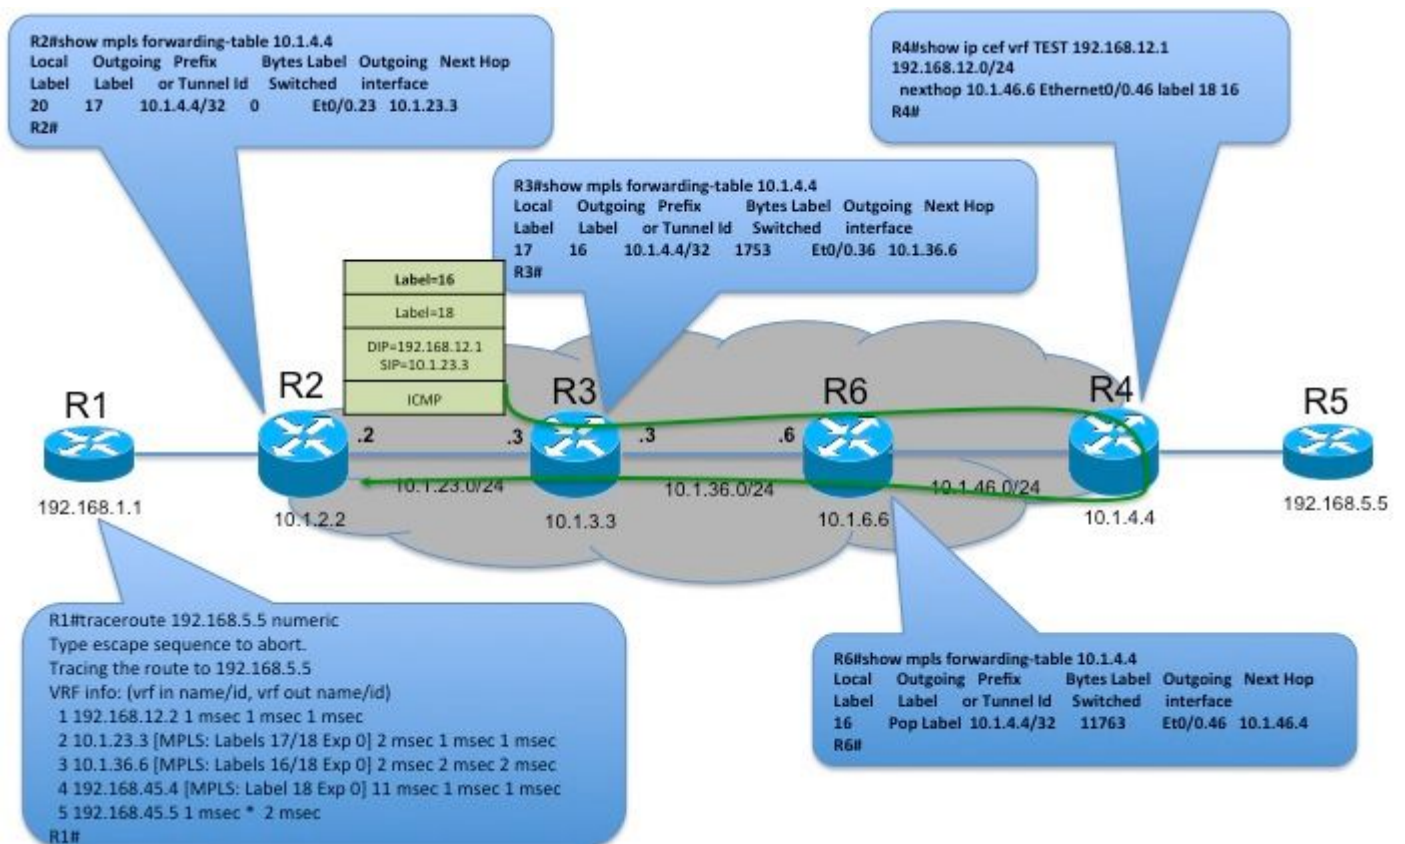 R2#show mpls forwarding-table 10.1.4.4
Local Outgoing Prefix Bytes Label Outgoing Next Hop
Label Label or Tunnel Id Switched interface
20 17 10.1.4.4/32 0 Et0/0.23 10.1.23.3
R2#
R4#show ip cef vrf TEST 192.168.12.1
192.168.12.0/24
nexthop 10.1.46.6 Ethernet0/0.46 label 18 16
R4#
R3#show mpls forwarding-table 10.1.4.4
Local Outgoing Prefix Bytes Label Outgoing Next Hop
Label Label or Tunnel Id Switched interface
17 16 10.1.4.4/32 1753 Et0/0.36 10.1.36.6
R3#
Label=16
Label=18
DIP=192.168.12.1
SIP=10.1.23.3
ICMP
R1
R2
R3
R6
R4
R5
.2
.3
.3
.6
10.1.23.0/24
10.1.36.0/24
10.1.46.0/24
192.168.1.1
10.1.2.2
10.1.3.3
10.1.6.6
10.1.4.4
192.168.5.5
R1#traceroute 192.168.5.5 numeric
Type escape sequence to abort.
Tracing the route to 192.168.5.5
VRF info: (vrf in name/id, vrf out name/id)
1 192.168.12.2 1 msec 1 msec 1 msec
2 10.1.23.3 [MPLS: Labels 17/18 Exp 0] 2 msec 1 msec 1 msec
3 10.1.36.6 [MPLS: Labels 16/18 Exp 0] 2 msec 2 msec 2 msec
4 192.168.45.4 [MPLS: Label 18 Exp 0] 11 msec 1 msec 1 msec
5 192.168.45.5 1 msec * 2 msec
R1#
R6#show mpls forwarding-table 10.1.4.4
Local Outgoing Prefix Bytes Label Outgoing Next Hop
Label Label or Tunnel Id Switched interface
16 Pop Label 10.1.4.4/32 11763 Et0/0.46 10.1.46.4
R6#